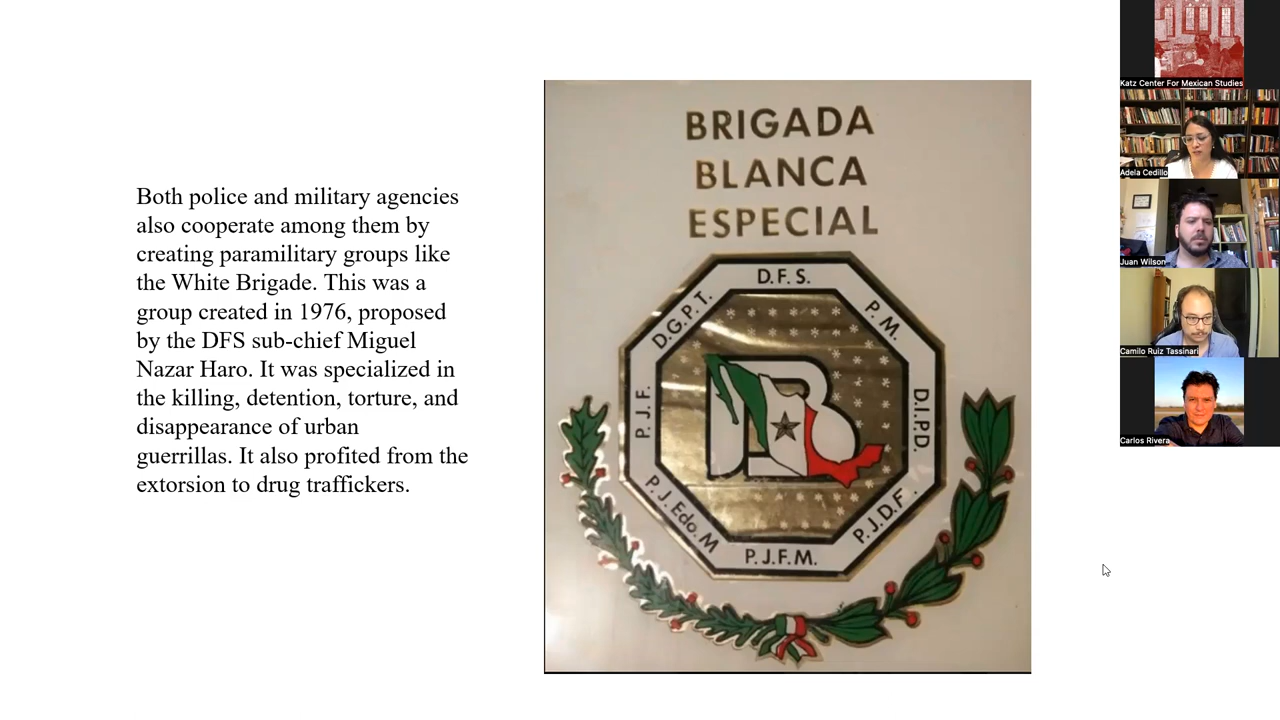 Both police and military agencies
also cooperate among them by
creating paramilitary groups like
the White Brigade. This was a
group created in 1976, proposed
by the DFS sub-chief Miguel
Nazar Haro. It was specialized in
the killing, detention, torture, and
disappearance of urban
guerrillas. It also profited from the
extorsion to drug traffickers.
BRIGADA
BLANCA
ESPECIAL
D.F.S.
P.M.
D.I.P.D.
P.J.D.F.
P.J.F.M.
P.J.Edo.M
P.J.F.
D.G.P.T.
B
Katz Center For Mexican Studies
Adela Cedillo
Juan Wilson
Camilo Ruiz Tassinari
Carlos Rivera